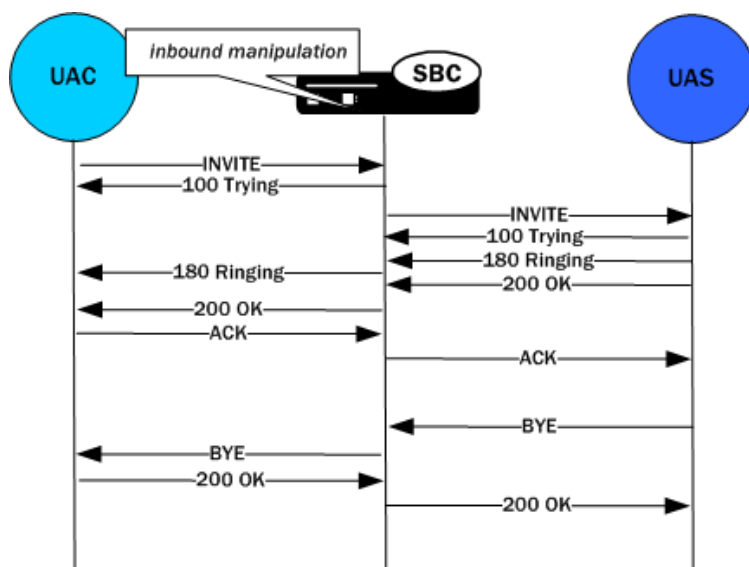 inbound manipulation
UAC
SBC
UAS
INVITE
100 Trying
INVITE
100 Trying
180 Ringing
180 Ringing
200 OK
200 OK
ACK
ACK
BYE
BYE
200 OK
200 OK